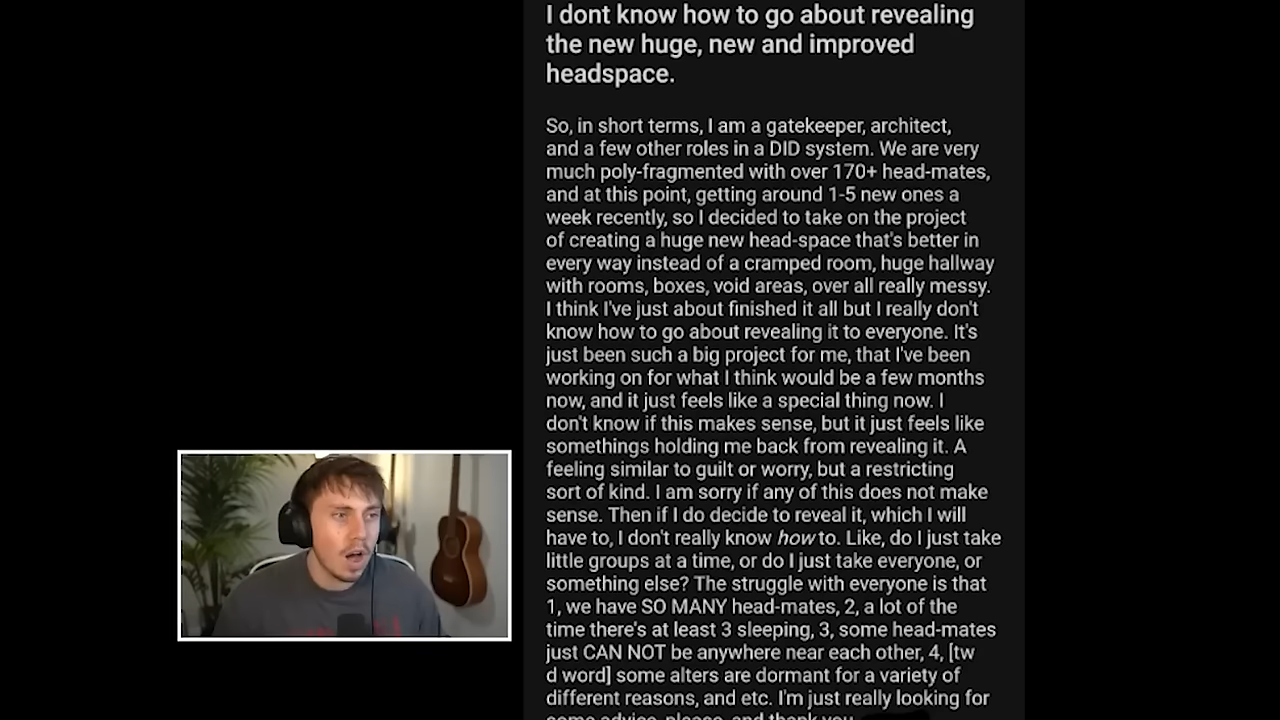 I dont know how to go about revealing
the new huge, new and improved
headspace.
So, in short terms, I am a gatekeeper, architect,
and a few other roles in a DID system. We are very
much poly-fragmented with over 170+ head-mates,
and at this point, getting around 1-5 new ones a
week recently, so I decided to take on the project
of creating a huge new head-space that's better in
every way instead of a cramped room, huge hallway
with rooms, boxes, void areas, over all really messy.
I think I've just about finished it all but I really don't
know how to go about revealing it to everyone. It's
just been such a big project for me, that I've been
working on for what I think would be a few months
now, and it just feels like a special thing now. I
don't know if this makes sense, but it just feels like
somethings holding me back from revealing it. A
feeling similar to guilt or worry, but a restricting
sort of kind. I am sorry if any of this does not make
sense. Then if I do decide to reveal it, which I will
have to, I don't really know how to. Like, do I just take
little groups at a time, or do I just take everyone, or
something else? The struggle with everyone is that
1, we have SO MANY head-mates, 2, a lot of the
time there's at least 3 sleeping, 3, some head-mates
just CAN NOT be anywhere near each other, 4, [tw
d word] some alters are dormant for a variety of
different reasons, and etc. I'm just really looking for
some advice, please, and thank you